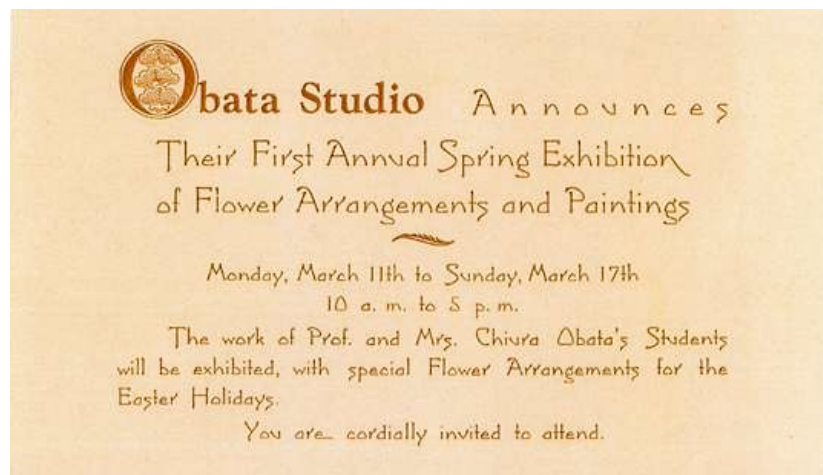 Obata Studio Announces
Their First Annual Spring Exhibition
of Flower Arrangements and Paintings
Monday, March 11th to Sunday, March 17th
10 a. m. to 5 p. m.
The work of Prof. and Mrs. Chiura Obata's Students
will be exhibited, with special Flower Arrangements for the
Easter Holidays.
You are cordially invited to attend.